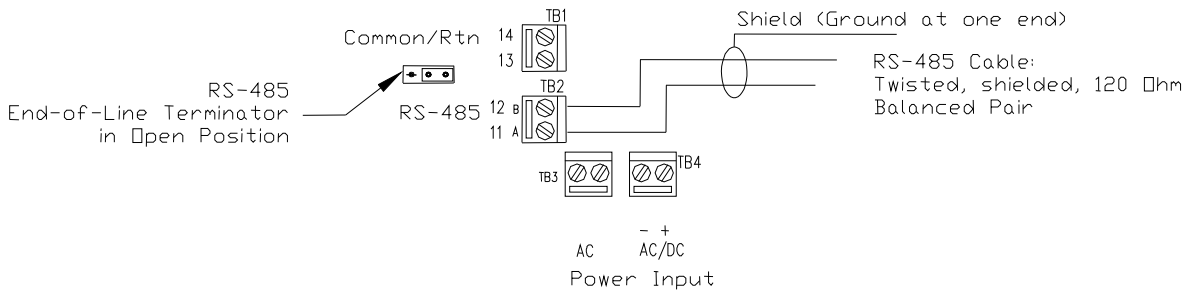 TB1
Shield (Ground at one end)
Common/Rtn 14
13
RS-485 Cable:
Twisted, shielded, 120 Ohm
Balanced Pair
RS-485
End-of-Line Terminator
in Open Position
TB2
RS-485 12 B
11 A
TB3
TB4
- +
AC AC/DC
Power Input